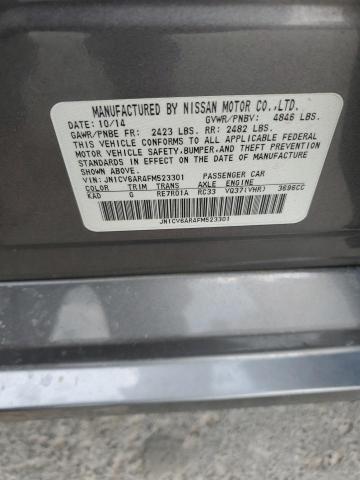 MANUFACTURED BY NISSAN MOTOR CO.,LTD.
DATE: 10/14 GVWR/PNBV: 4846 LBS.
GAWR/PNBE FR: 2423 LBS. RR: 2482 LBS.
THIS VEHICLE CONFORMS TO ALL APPLICABLE FEDERAL
MOTOR VEHICLE SAFETY, BUMPER, AND THEFT PREVENTION
STANDARDS IN EFFECT ON THE DATE OF MANUFACTURE
SHOWN ABOVE.
VIN: JN1CV6AR4FM523301 PASSENGER CAR
COLOR TRIM TRANS AXLE ENGINE
KAD G RE7R01A RC33 VQ37(VHR) 3696CC
JN1CV6AR4FM523301